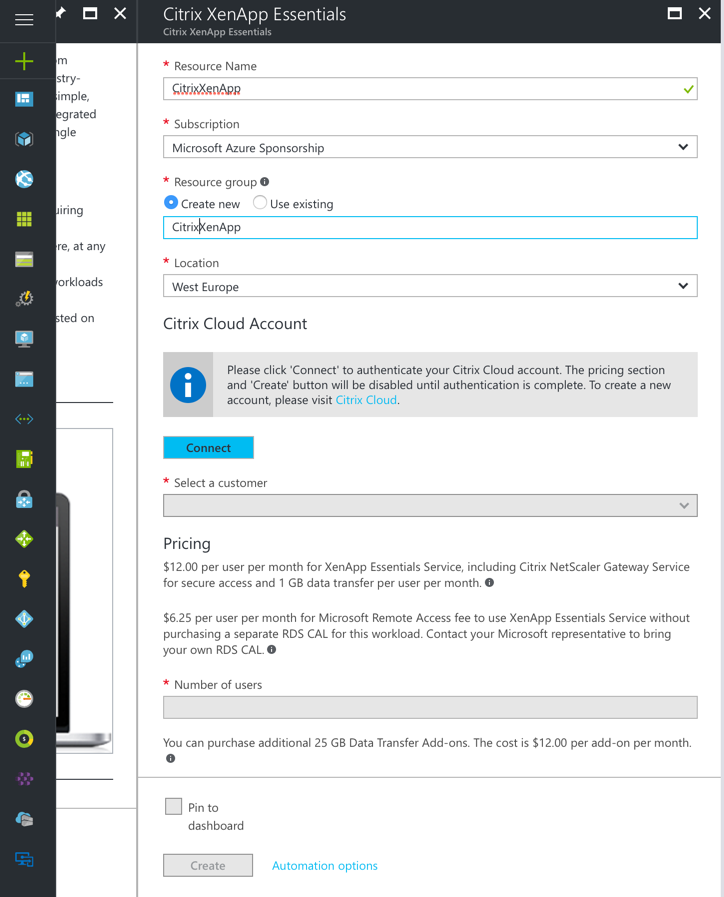 Citrix XenApp Essentials
Citrix XenApp Essentials
om
stry-
simple,
egrated
ngle
uiring
ere, at any
workloads
sted on
* Resource Name
CitrixXenApp
* Subscription
Microsoft Azure Sponsorship
* Resource group
Create new Use existing
CitrixXenApp
* Location
West Europe
Citrix Cloud Account
Please click 'Connect' to authenticate your Citrix Cloud account. The pricing section
and 'Create' button will be disabled until authentication is complete. To create a new
account, please visit Citrix Cloud.
Connect
* Select a customer
Pricing
$12.00 per user per month for XenApp Essentials Service, including Citrix NetScaler Gateway Service
for secure access and 1 GB data transfer per user per month.
$6.25 per user per month for Microsoft Remote Access fee to use XenApp Essentials Service without
purchasing a separate RDS CAL for this workload. Contact your Microsoft representative to bring
your own RDS CAL.
* Number of users
You can purchase additional 25 GB Data Transfer Add-ons. The cost is $12.00 per add-on per month.
Pin to
dashboard
Create Automation options